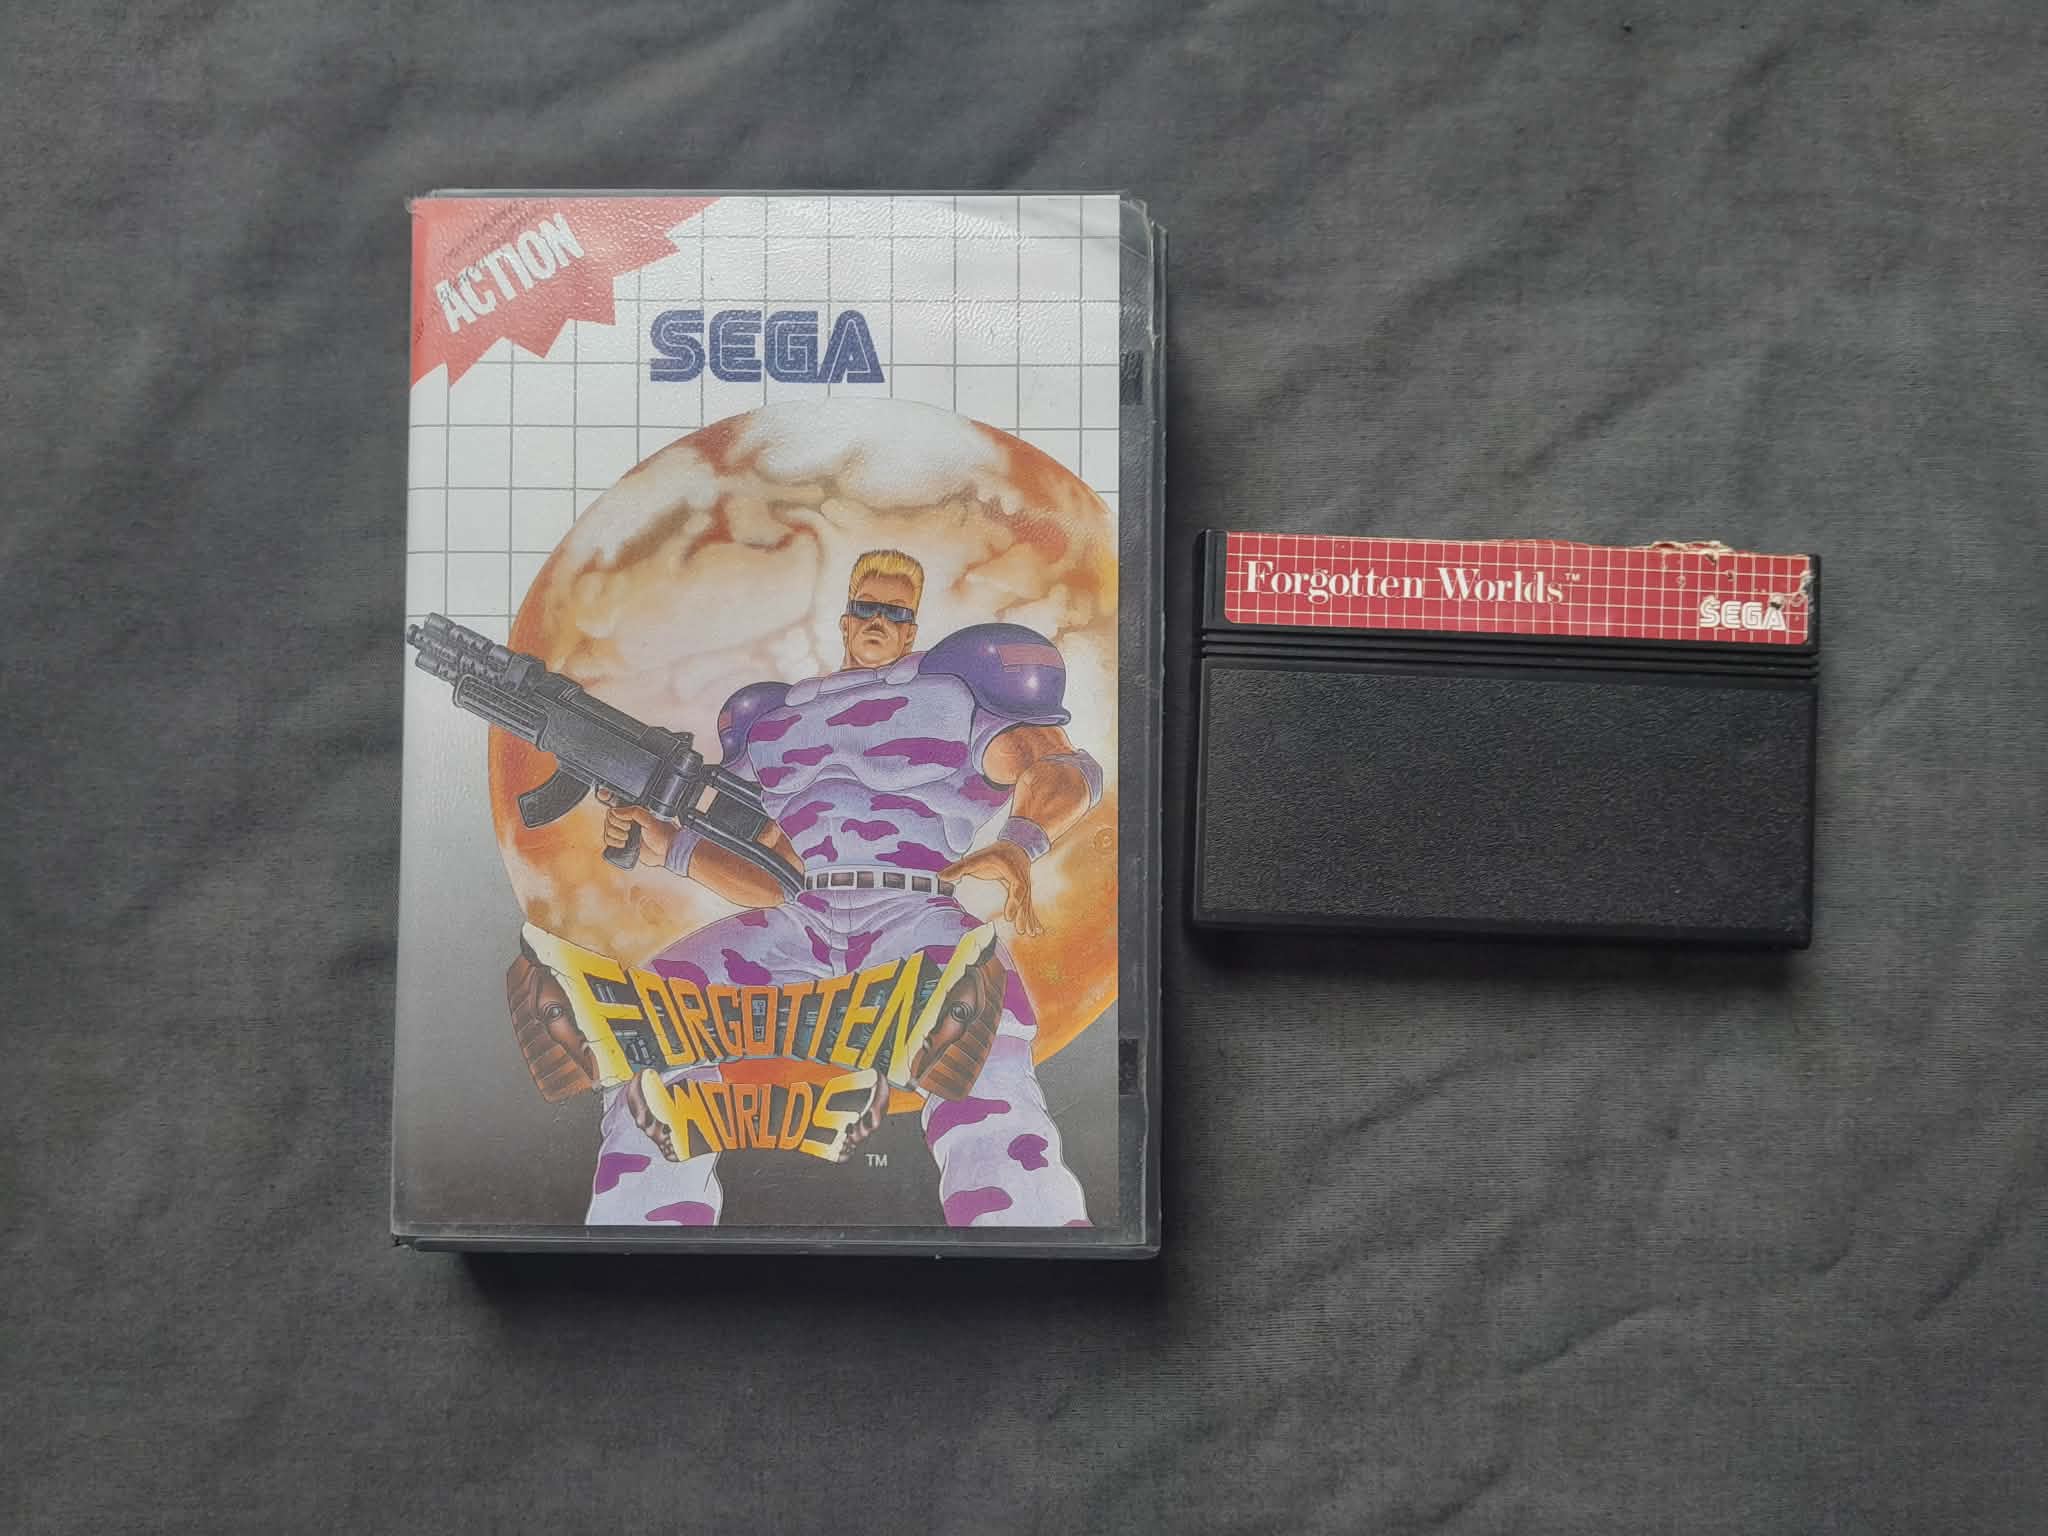 ACTION
SEGA
FORGOTTEN
WORLDS
TM
Forgotten Worlds™
SEGA